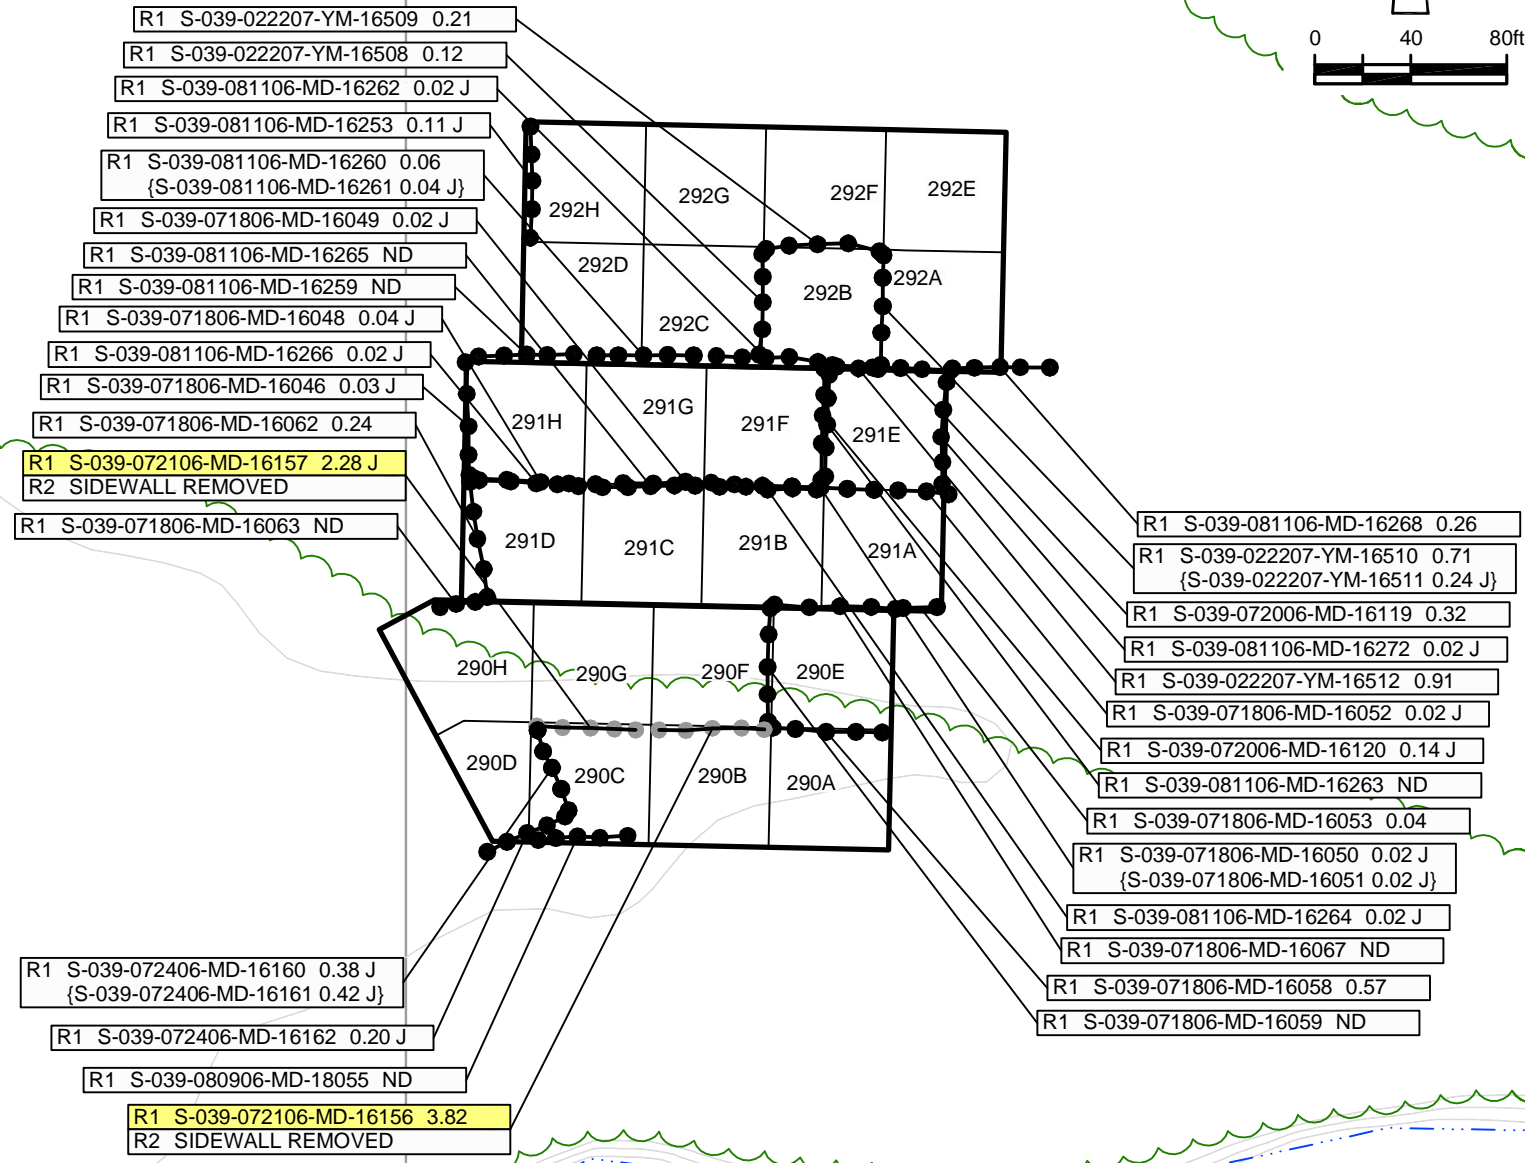 R1 S-039-022207-YM-16509 0.21
R1 S-039-022207-YM-16508 0.12
R1 S-039-081106-MD-16262 0.02 J
R1 S-039-081106-MD-16253 0.11 J
R1 S-039-081106-MD-16260 0.06
{S-039-081106-MD-16261 0.04 J}
R1 S-039-071806-MD-16049 0.02 J
R1 S-039-081106-MD-16265 ND
R1 S-039-081106-MD-16259 ND
R1 S-039-071806-MD-16048 0.04 J
R1 S-039-081106-MD-16266 0.02 J
R1 S-039-071806-MD-16046 0.03 J
R1 S-039-071806-MD-16062 0.24
R1 S-039-072106-MD-16157 2.28 J
R2 SIDEWALL REMOVED
R1 S-039-071806-MD-16063 ND
0 40 80ft
292H 292G 292F 292E
292D 292C 292B 292A
291H 291G 291F 291E
291D 291C 291B 291A
290H 290G 290F 290E
290D 290C 290B 290A
R1 S-039-081106-MD-16268 0.26
R1 S-039-022207-YM-16510 0.71
{S-039-022207-YM-16511 0.24 J}
R1 S-039-072006-MD-16119 0.32
R1 S-039-081106-MD-16272 0.02 J
R1 S-039-022207-YM-16512 0.91
R1 S-039-071806-MD-16052 0.02 J
R1 S-039-072006-MD-16120 0.14 J
R1 S-039-081106-MD-16263 ND
R1 S-039-071806-MD-16053 0.04
R1 S-039-071806-MD-16050 0.02 J
{S-039-071806-MD-16051 0.02 J}
R1 S-039-081106-MD-16264 0.02 J
R1 S-039-071806-MD-16067 ND
R1 S-039-071806-MD-16058 0.57
R1 S-039-071806-MD-16059 ND
R1 S-039-072406-MD-16160 0.38 J
{S-039-072406-MD-16161 0.42 J}
R1 S-039-072406-MD-16162 0.20 J
R1 S-039-080906-MD-18055 ND
R1 S-039-072106-MD-16156 3.82
R2 SIDEWALL REMOVED